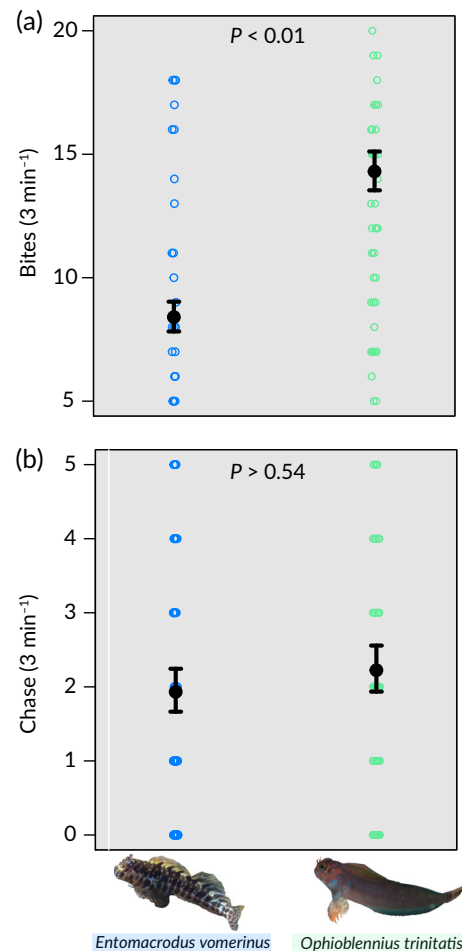 (a)
P < 0.01
20
15
10
5
Bites (3 min⁻¹)
(b)
P > 0.54
5
4
3
2
1
0
Chase (3 min⁻¹)
Entomacrodus vomerinus
Ophioblennius trinitatis